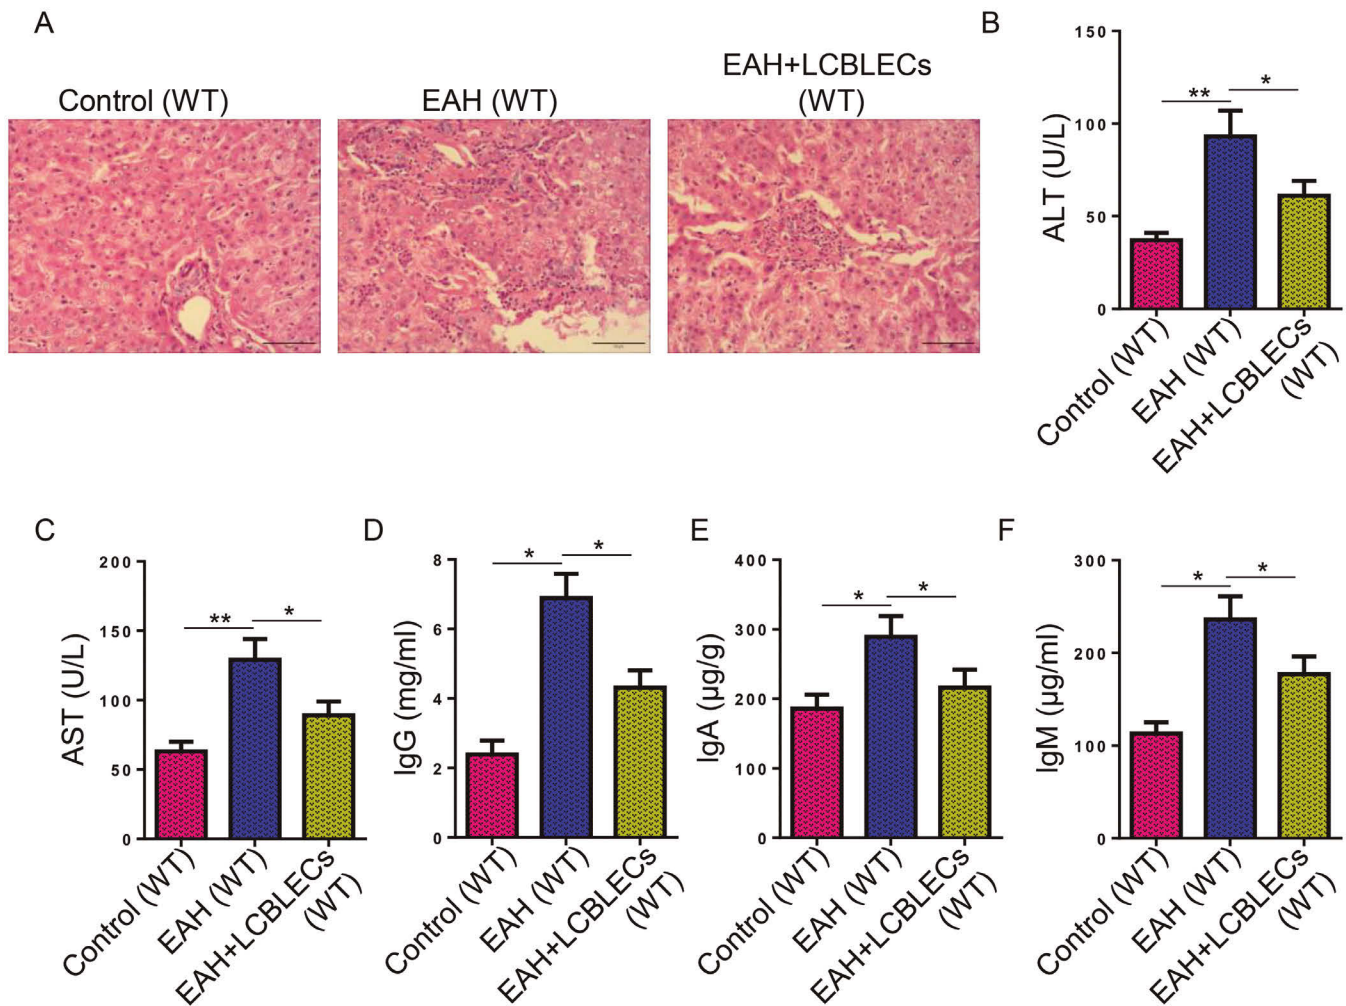 A
Control (WT)
EAH (WT)
EAH+LCBLECs
(WT)
B
ALT (U/L)
150
100
50
0
**
*
Control (WT)
EAH (WT)
EAH+LCBLECs
(WT)
C
AST (U/L)
200
150
100
50
0
**
*
Control (WT)
EAH (WT)
EAH+LCBLECs
(WT)
D
IgG (mg/ml)
8
6
4
2
0
*
*
Control (WT)
EAH (WT)
EAH+LCBLECs
(WT)
E
IgA (µg/g)
400
300
200
100
0
*
*
Control (WT)
EAH (WT)
EAH+LCBLECs
(WT)
F
IgM (µg/ml)
300
200
100
0
*
*
Control (WT)
EAH (WT)
EAH+LCBLECs
(WT)